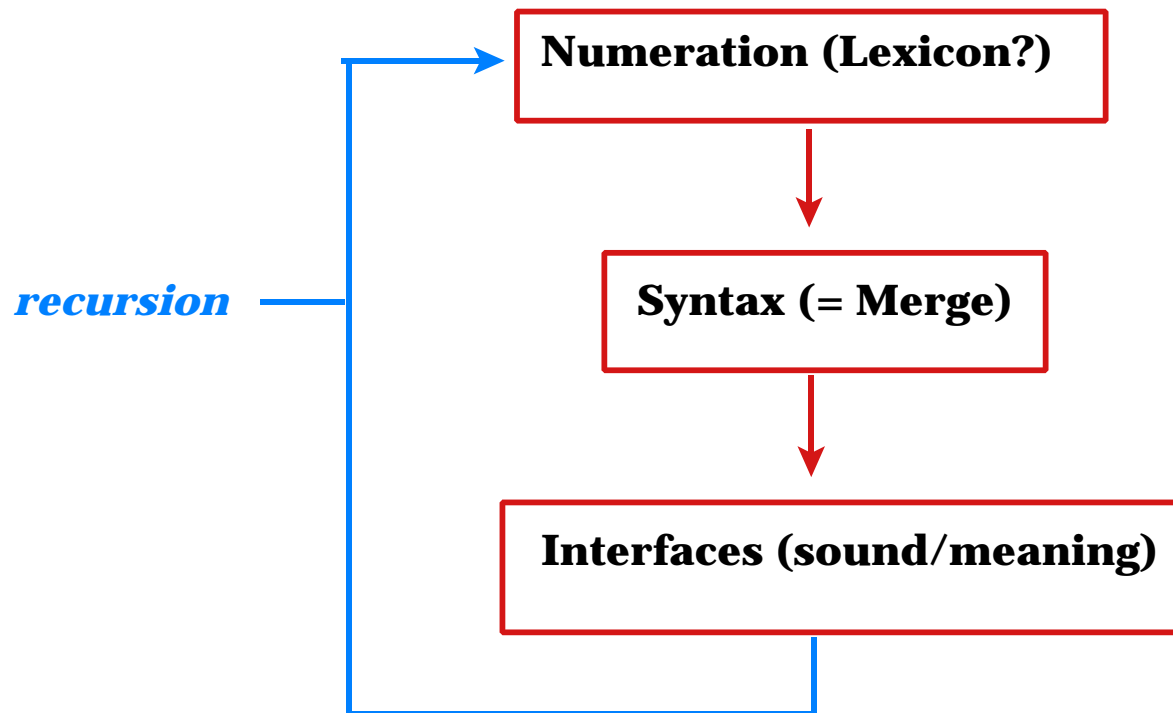 Numeration (Lexicon?)
recursion
Syntax (= Merge)
Interfaces (sound/meaning)